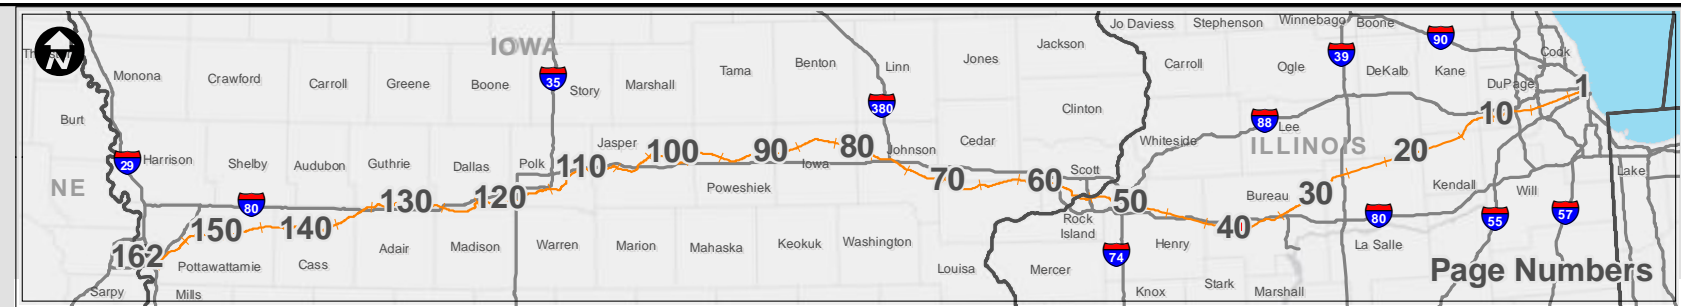 Jo Daviess Stephenson Winnebago Boone
IOWA
N
Monona Crawford Carroll Greene Boone 35 Story Marshall Tama Benton Linn Jones Jackson Carroll Ogle 39 DeKalb 90 Kane Cook
DuPage 1
Burt 380 Clinton Whiteside 88 Lee 10
29 Harrison Shelby Audubon Guthrie Dallas Polk Jasper 100 90 80 Johnson Cedar Scott ILLINOIS 20
NE 80 130 120 110 Poweshiek Iowa 70 60 50 Bureau 30 Kendall Will Lake
162 150 140 Adair Madison Warren Marion Mahaska Keokuk Washington Rock
Island Henry 40 La Salle 80 55 57
Pottawattamie Cass Louisa Mercer 74 Stark
Sarpy Mills Knox Marshall
Page Numbers